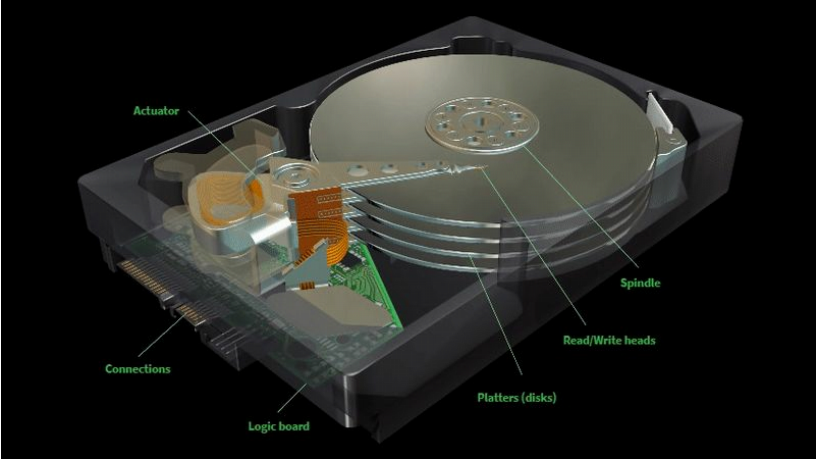 Actuator
Spindle
Read/Write heads
Connections
Platters (disks)
Logic board